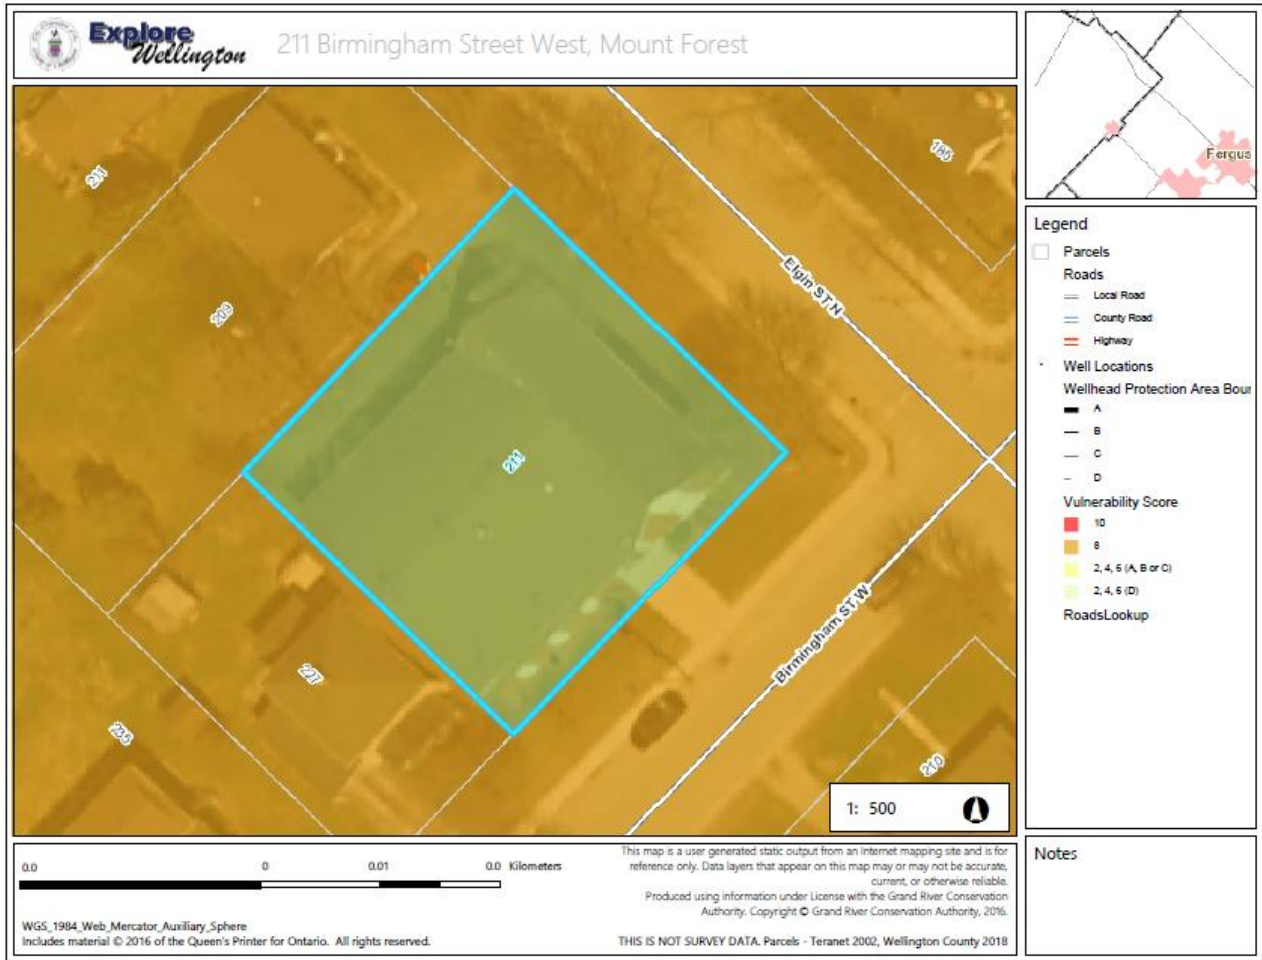 Explore
Wellington
211 Birmingham Street West, Mount Forest
211
185
209
Elgin ST N
211
Birmingham ST W
227
235
210
1: 500
Fergus
Legend
Parcels
Roads
Local Road
County Road
Highway
Well Locations
Wellhead Protection Area Boun
A
B
C
D
Vulnerability Score
10
8
2, 4, 6 (A, B or C)
2, 4, 6 (D)
RoadsLookup
Notes
0.0 0 0.01 0.0 Kilometers
WGS_1984_Web_Mercator_Auxiliary_Sphere
Includes material © 2016 of the Queen's Printer for Ontario. All rights reserved.
This map is a user generated static output from an Internet mapping site and is for
reference only. Data layers that appear on this map may or may not be accurate,
current, or otherwise reliable.
Produced using information under License with the Grand River Conservation
Authority. Copyright © Grand River Conservation Authority, 2016.
THIS IS NOT SURVEY DATA. Parcels - Teranet 2002, Wellington County 2018